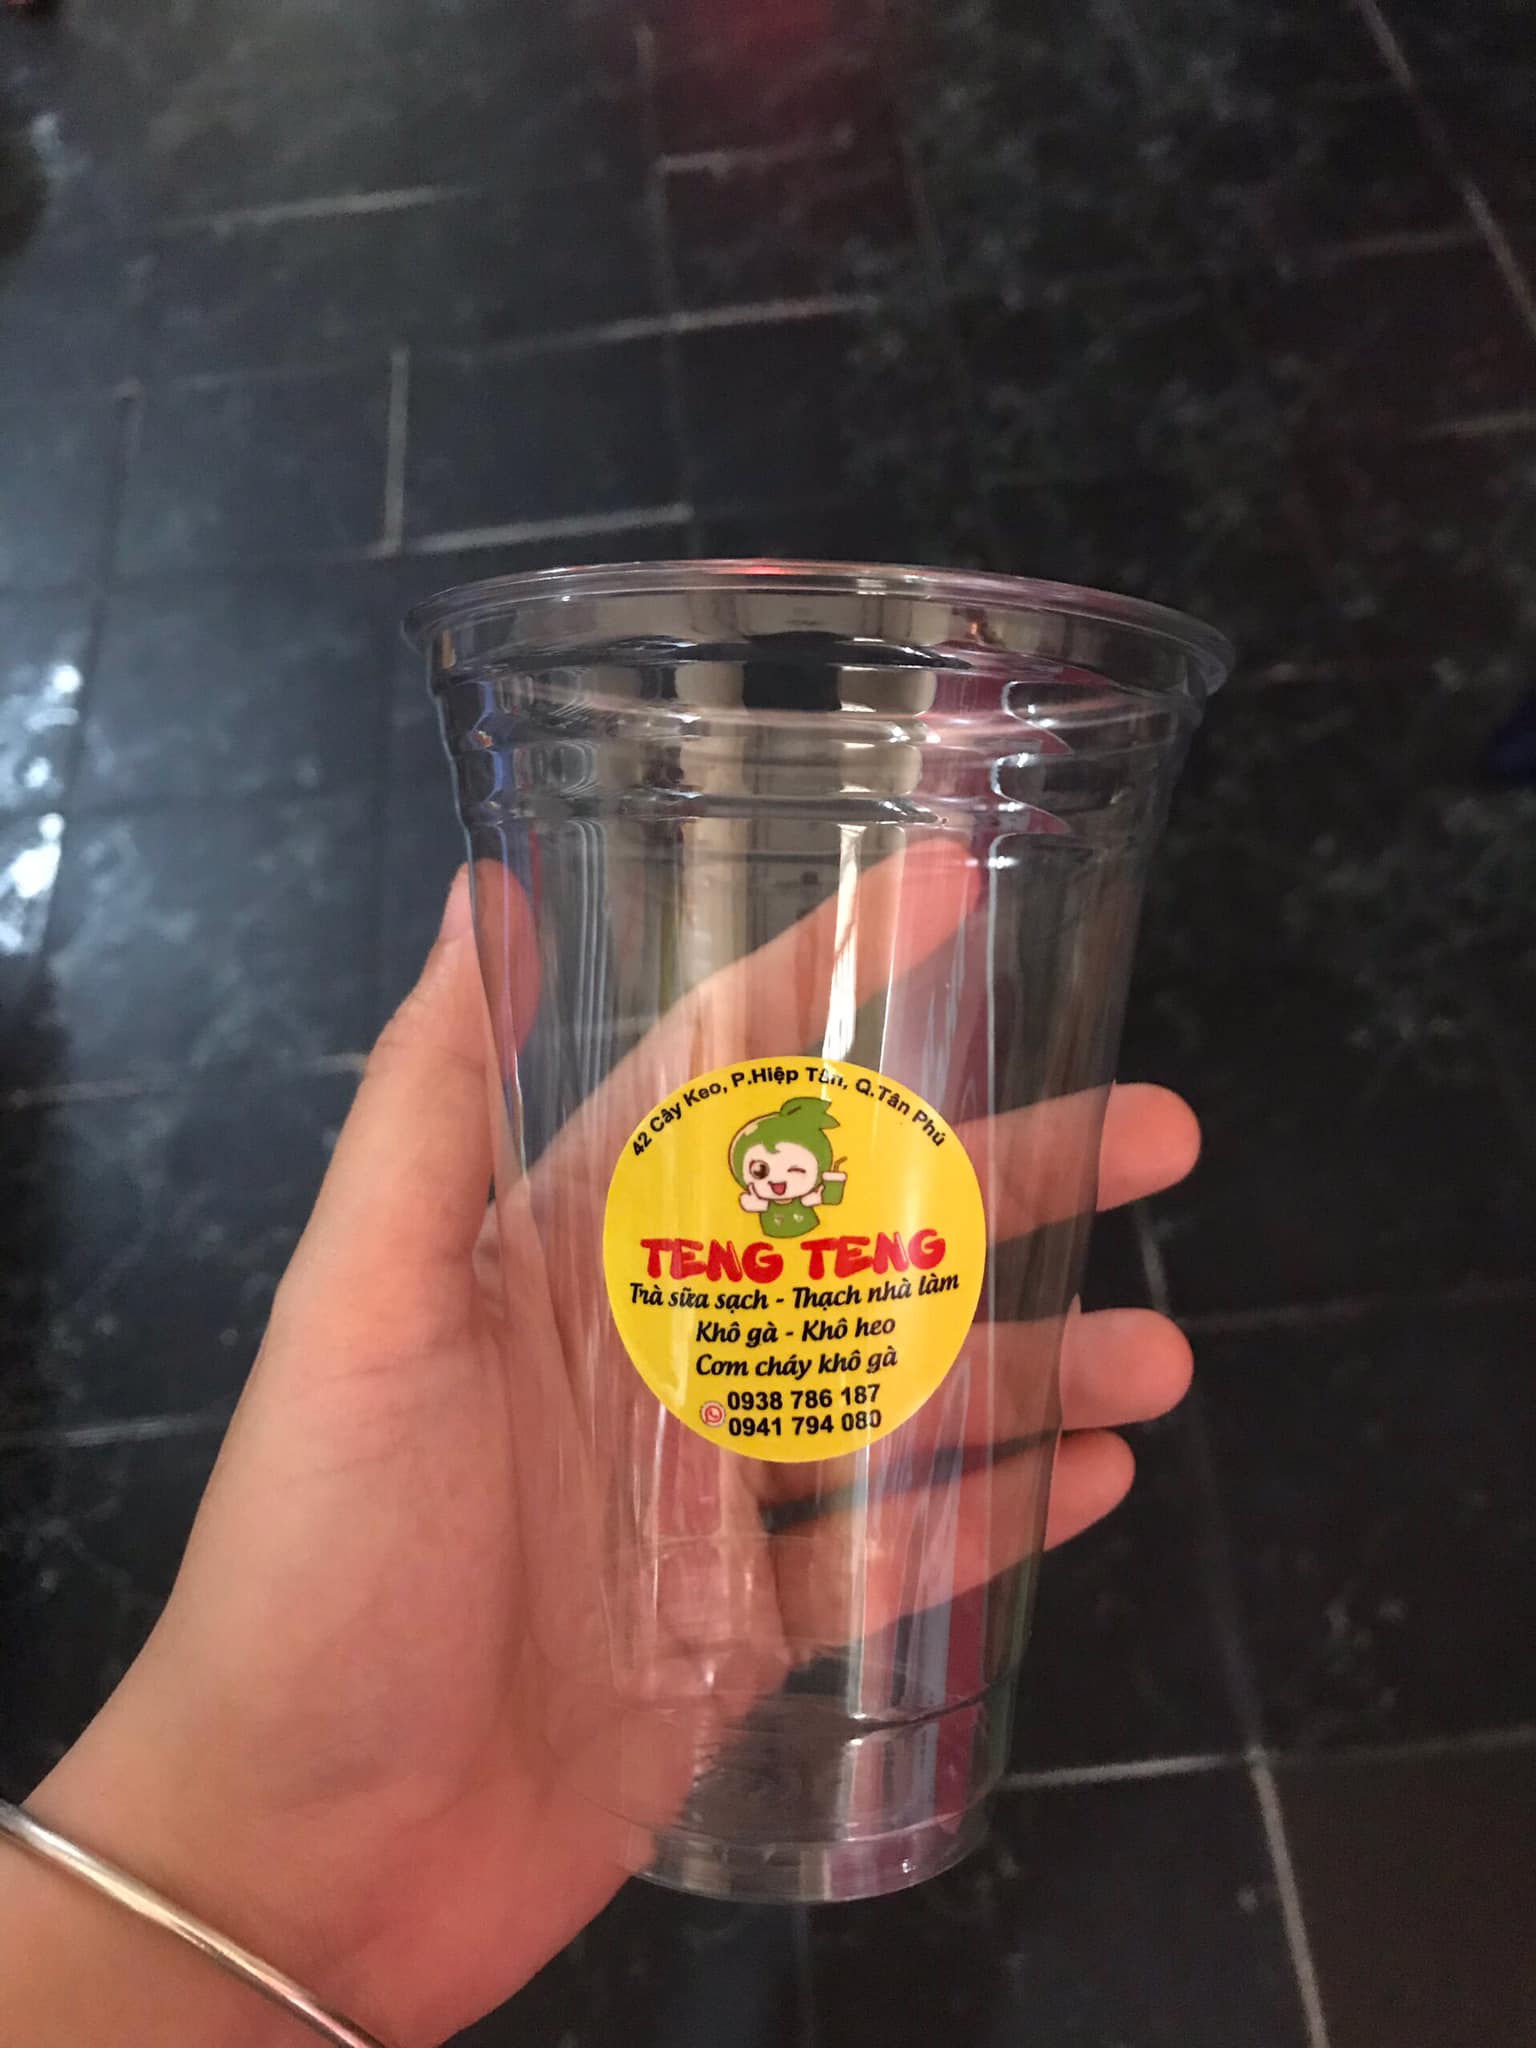 42 Cây Keo, P.Hiệp Tân, Q.Tân Phú
TENG TENG
Trà sữa sạch - Thạch nhà làm
Khô gà - Khô heo
Cơm cháy khô gà
0938 786 187
0941 794 080